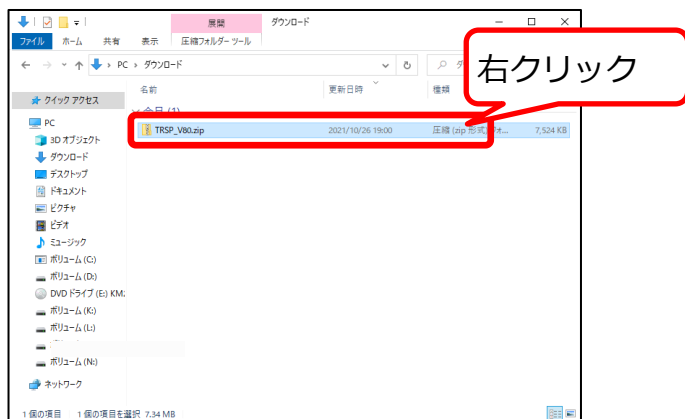 展開
ダウンロード
ファイル ホーム 共有 表示 圧縮フォルダー ツール
PC › ダウンロード
右クリック
名前 更新日時 種類
クイック アクセス
今日 (1)
PC
TRSP_V80.zip 2021/10/26 19:00 圧縮 (zip 形式) フォ... 7,524 KB
3D オブジェクト
ダウンロード
デスクトップ
ドキュメント
ピクチャ
ビデオ
ミュージック
ボリューム (C:)
ボリューム (D:)
DVD ドライブ (E:) KM
ボリューム (K:)
ボリューム (L:)
ボリューム (N:)
ネットワーク
1 個の項目 1 個の項目を選択 7.34 MB